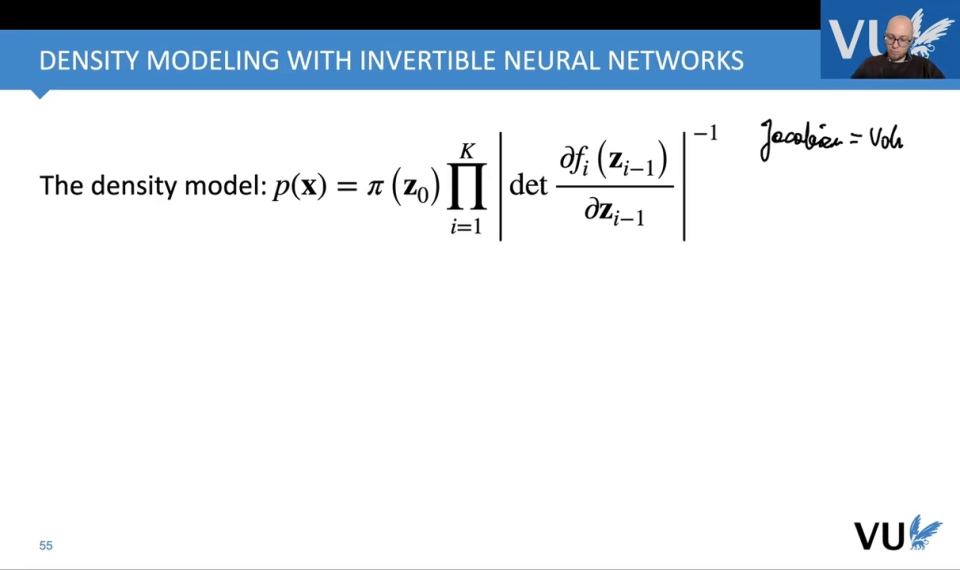 DENSITY MODELING WITH INVERTIBLE NEURAL NETWORKS
VU
Jacobian = Vol
The density model: p(𝐱) = π (𝐳₀) ∏ᵢ₌₁ᴷ | det ∂fᵢ (𝐳ᵢ₋₁) / ∂𝐳ᵢ₋₁ |⁻¹
55
VU